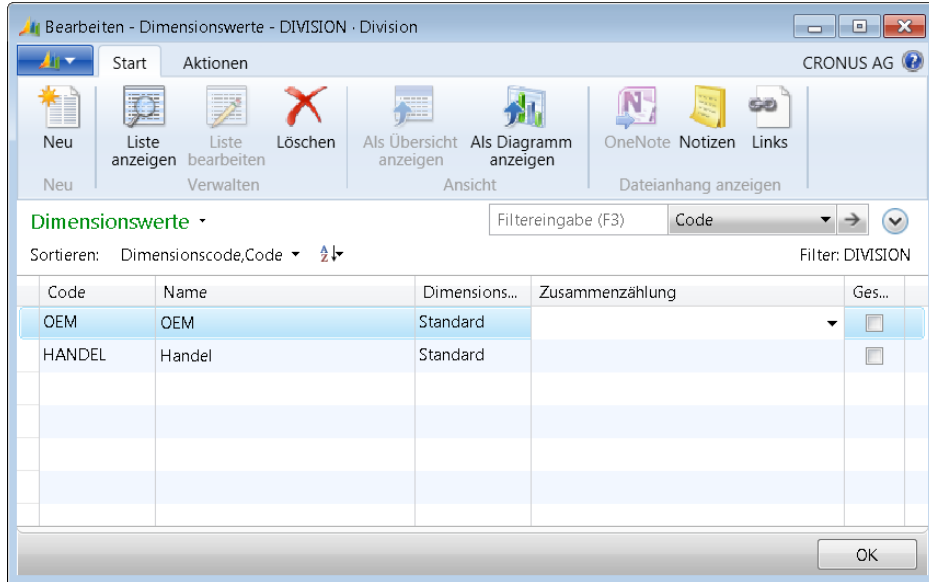 Bearbeiten - Dimensionswerte - DIVISION · Division
Start Aktionen CRONUS AG
Neu Liste anzeigen Liste bearbeiten Löschen Als Übersicht anzeigen Als Diagramm anzeigen OneNote Notizen Links
Neu Verwalten Ansicht Dateianhang anzeigen
Dimensionswerte Filtereingabe (F3) Code
Sortieren: Dimensionscode,Code Filter: DIVISION
Code Name Dimensions... Zusammenzählung Ges...
OEM OEM Standard
HANDEL Handel Standard
OK